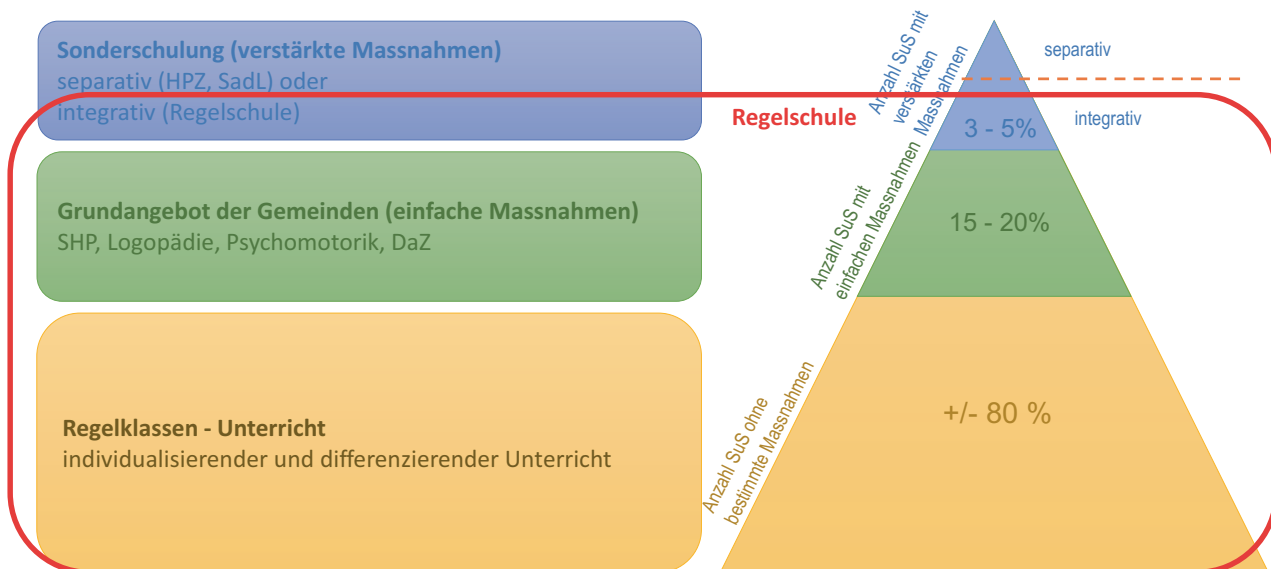 Sonderschulung (verstärkte Massnahmen)
separativ (HPZ, SadL) oder
integrativ (Regelschule)
Regelschule
Anzahl SuS mit
verstärkten
Massnahmen
separativ
3 - 5%
integrativ
Grundangebot der Gemeinden (einfache Massnahmen)
SHP, Logopädie, Psychomotorik, DaZ
Anzahl SuS mit
einfachen Massnahmen
15 - 20%
Regelklassen - Unterricht
individualisierender und differenzierender Unterricht
Anzahl SuS ohne
bestimmte Massnahmen
+/- 80 %